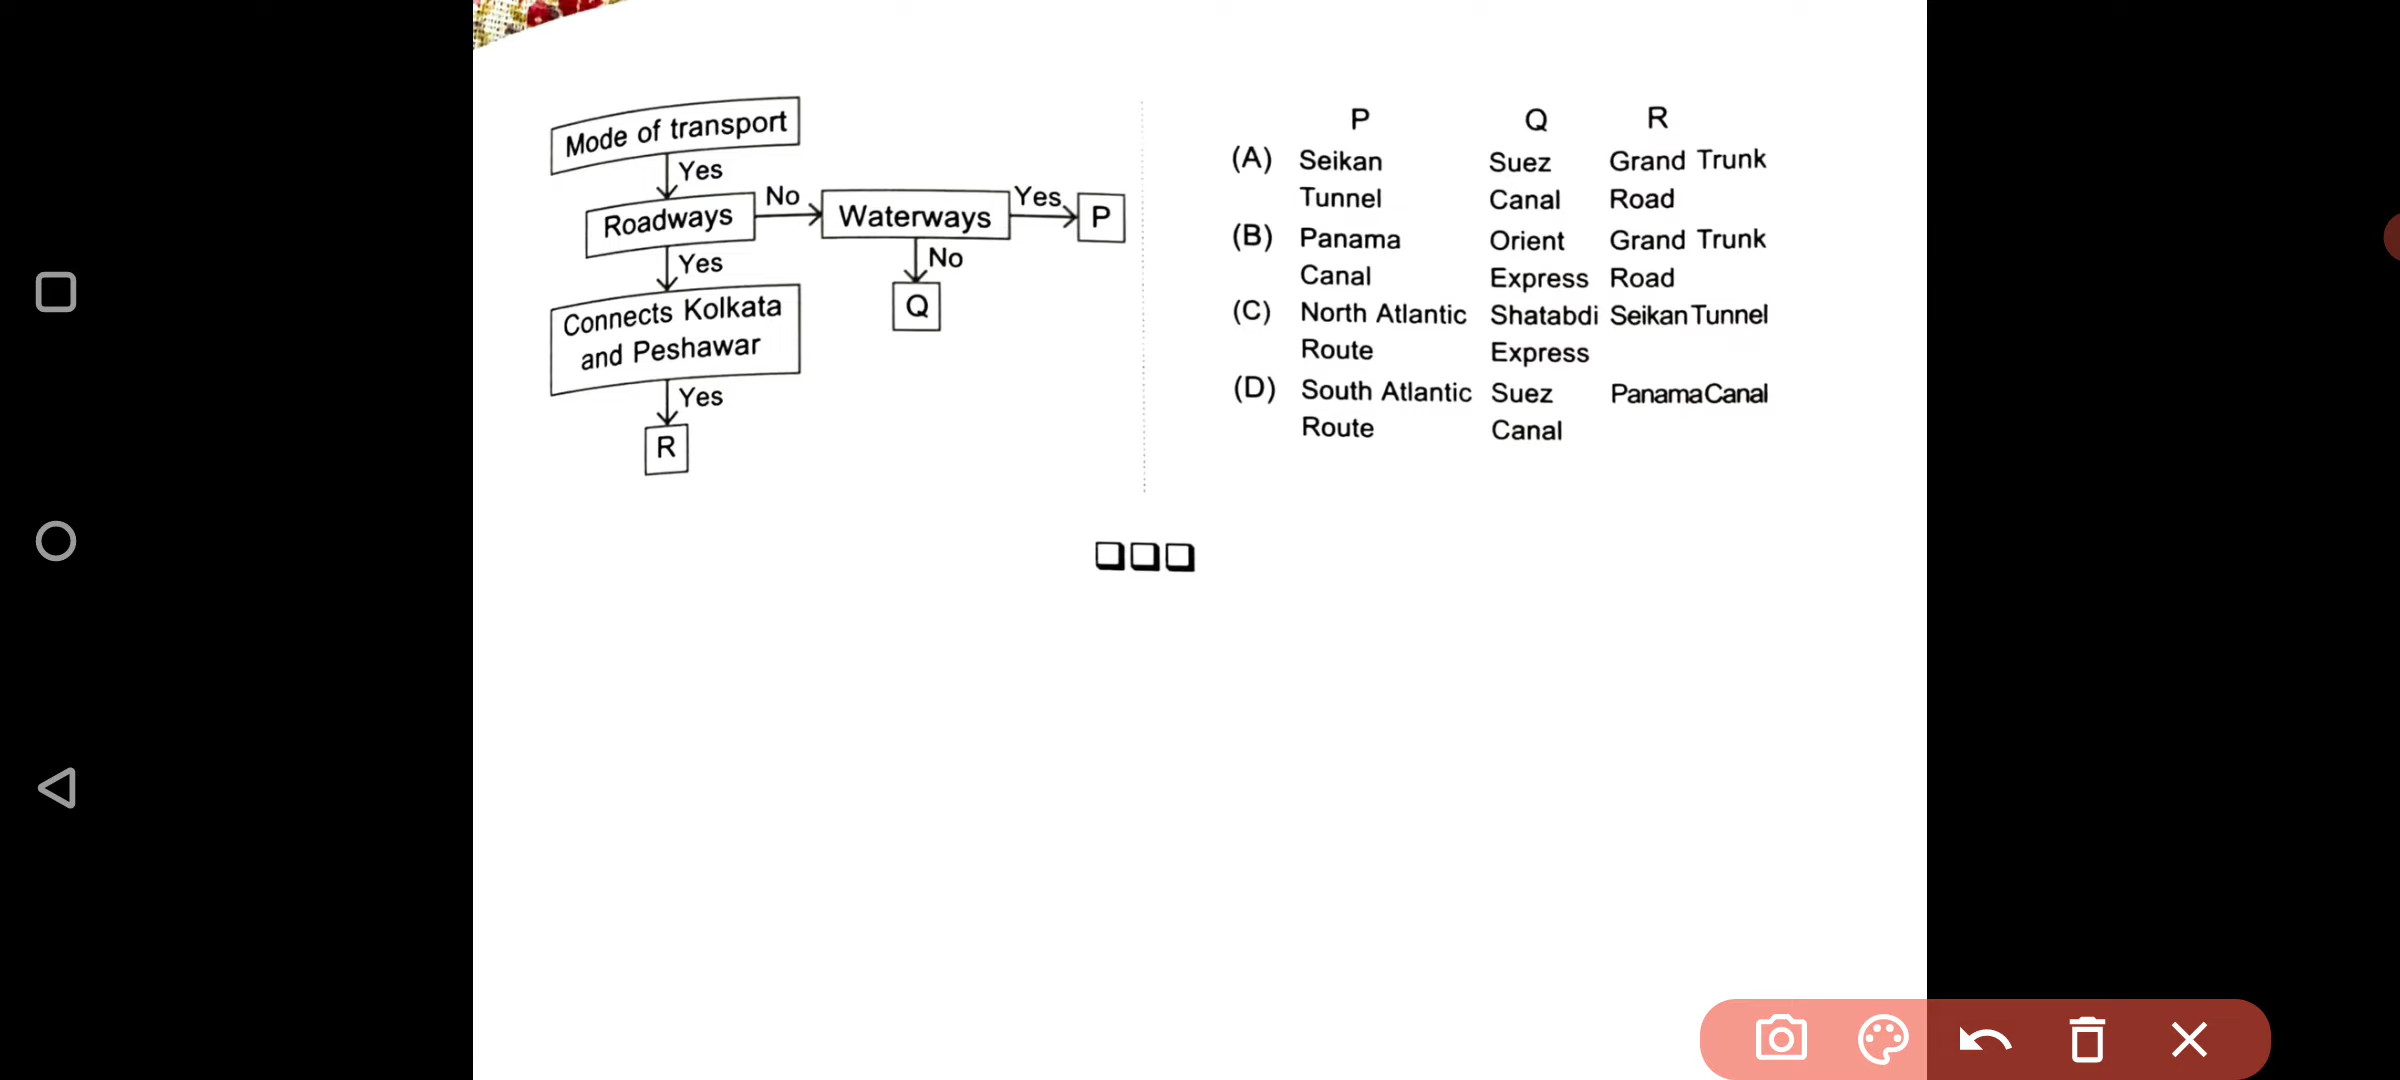 Mode of transport
Yes
Roadways
No
Waterways
Yes
P
Yes
No
Q
Connects Kolkata
and Peshawar
Yes
R
P Q R
(A) Seikan Suez Grand Trunk
Tunnel Canal Road
(B) Panama Orient Grand Trunk
Canal Express Road
(C) North Atlantic Shatabdi Seikan Tunnel
Route Express
(D) South Atlantic Suez Panama Canal
Route Canal